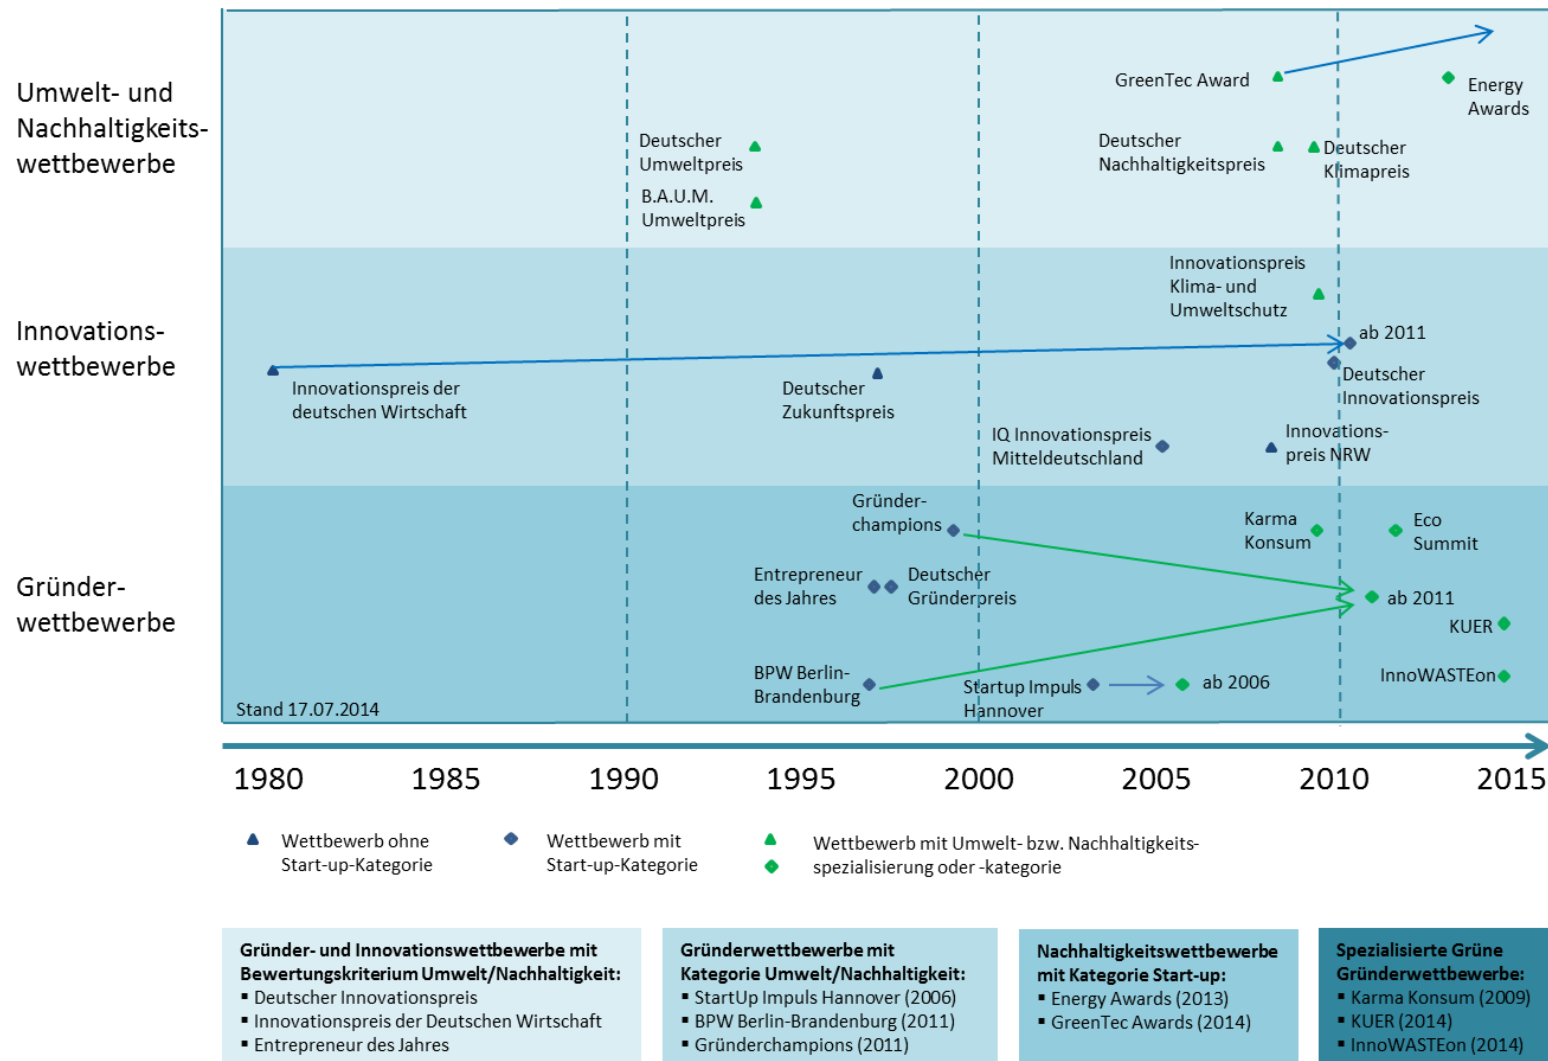 Umwelt- und
Nachhaltigkeits-
wettbewerbe
GreenTec Award
Energy
Awards
Deutscher
Umweltpreis
Deutscher
Nachhaltigkeitspreis
Deutscher
Klimapreis
B.A.U.M.
Umweltpreis
Innovations-
wettbewerbe
Innovationspreis
Klima- und
Umweltschutz
ab 2011
Innovationspreis der
deutschen Wirtschaft
Deutscher
Zukunftspreis
Deutscher
Innovationspreis
IQ Innovationspreis
Mitteldeutschland
Innovations-
preis NRW
Gründer-
wettbewerbe
Gründer-
champions
Karma
Konsum
Eco
Summit
Entrepreneur
des Jahres
Deutscher
Gründerpreis
ab 2011
KUER
BPW Berlin-
Brandenburg
Startup Impuls
Hannover
ab 2006
InnoWASTEon
Stand 17.07.2014
1980 1985 1990 1995 2000 2005 2010 2015
Wettbewerb ohne
Start-up-Kategorie
Wettbewerb mit
Start-up-Kategorie
Wettbewerb mit Umwelt- bzw. Nachhaltigkeits-
spezialisierung oder -kategorie
Gründer- und Innovationswettbewerbe mit
Bewertungskriterium Umwelt/Nachhaltigkeit:
▪ Deutscher Innovationspreis
▪ Innovationspreis der Deutschen Wirtschaft
▪ Entrepreneur des Jahres
Gründerwettbewerbe mit
Kategorie Umwelt/Nachhaltigkeit:
▪ StartUp Impuls Hannover (2006)
▪ BPW Berlin-Brandenburg (2011)
▪ Gründerchampions (2011)
Nachhaltigkeitswettbewerbe
mit Kategorie Start-up:
▪ Energy Awards (2013)
▪ GreenTec Awards (2014)
Spezialisierte Grüne
Gründerwettbewerbe:
▪ Karma Konsum (2009)
▪ KUER (2014)
▪ InnoWASTEon (2014)